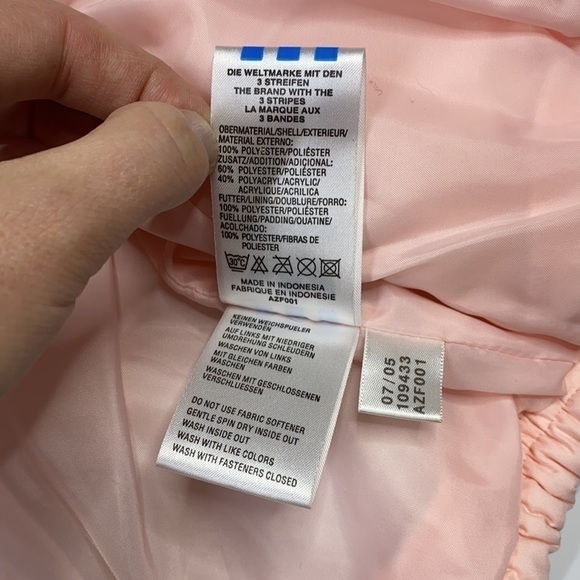 DIE WELTMARKE MIT DEN
3 STREIFEN
THE BRAND WITH THE
3 STRIPES
LA MARQUE AUX
3 BANDES
OBERMATERIAL/SHELL/EXTERIEUR/
MATERIAL EXTERNO:
100% POLYESTER/POLIÉSTER
ZUSATZ/ADDITION/ADICIONAL:
60% POLYESTER/POLIÉSTER
40% POLYACRYL/ACRYLIC/
ACRYLIQUE/ACRILICA
FUTTER/LINING/DOUBLURE/FORRO:
100% POLYESTER/POLIÉSTER
FUELLUNG/PADDING/OUATINE/
ACOLCHADO:
100% POLYESTER/FIBRAS DE
POLIESTER
30°C
MADE IN INDONESIA
FABRIQUE EN INDONESIE
AZF001
KEINEN WEICHSPUELER
VERWENDEN
AUF LINKS MIT NIEDRIGER
UMDREHUNG SCHLEUDERN
WASCHEN VON LINKS
MIT GLEICHEN FARBEN
WASCHEN
WASCHEN MIT GESCHLOSSENEN
VERSCHLUESSEN
DO NOT USE FABRIC SOFTENER
GENTLE SPIN DRY INSIDE OUT
WASH INSIDE OUT
WASH WITH LIKE COLORS
WASH WITH FASTENERS CLOSED
07/05
109433
AZF001